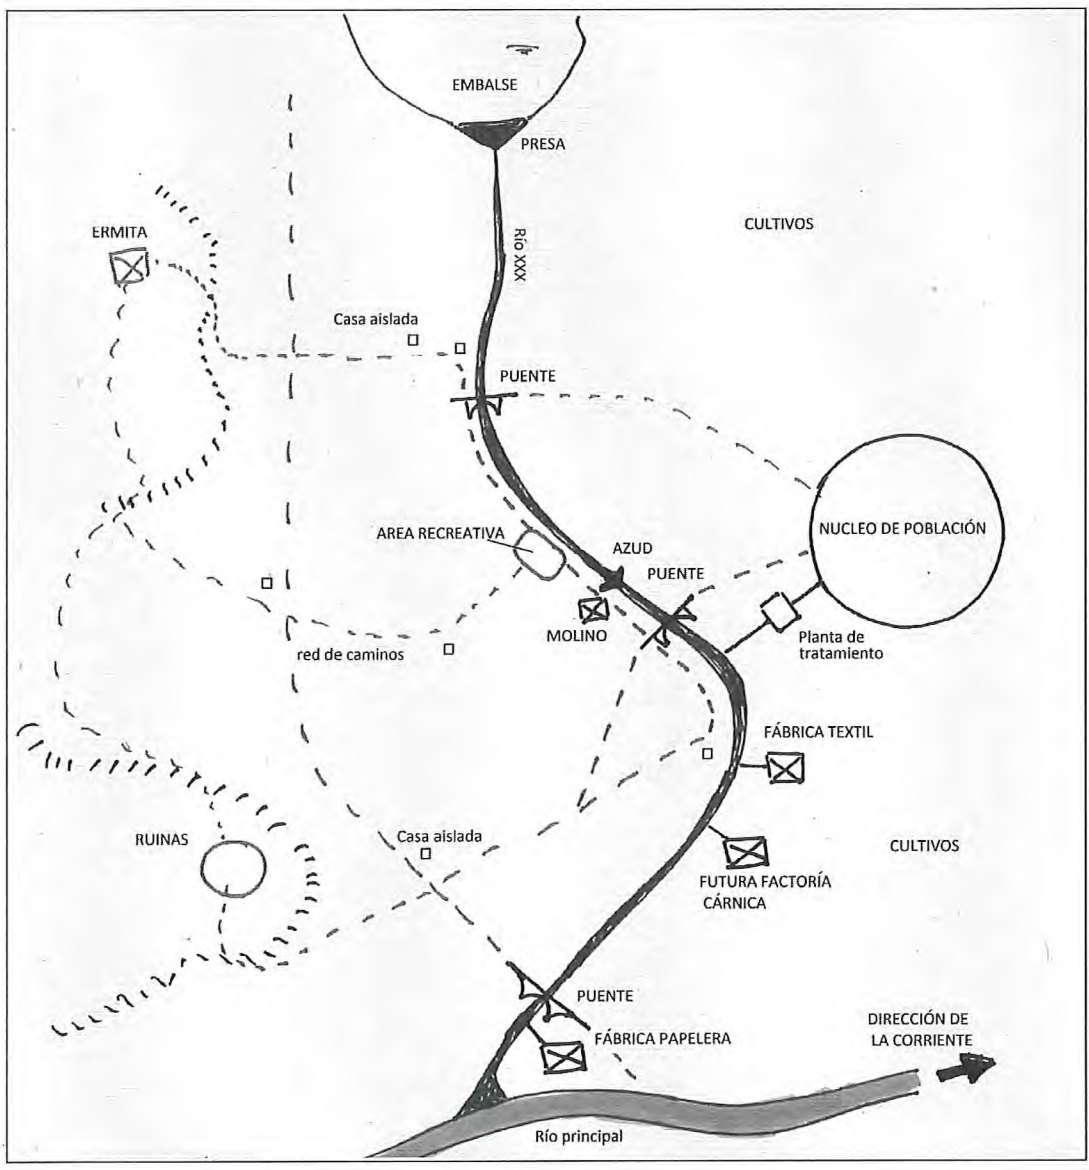 EMBALSE
PRESA
CULTIVOS
ERMITA
Río XXX
Casa aislada
PUENTE
NUCLEO DE POBLACIÓN
AREA RECREATIVA
AZUD
PUENTE
MOLINO
Planta de
tratamiento
red de caminos
FÁBRICA TEXTIL
RUINAS
Casa aislada
CULTIVOS
FUTURA FACTORÍA
CÁRNICA
PUENTE
DIRECCIÓN DE
LA CORRIENTE
FÁBRICA PAPELERA
Río principal